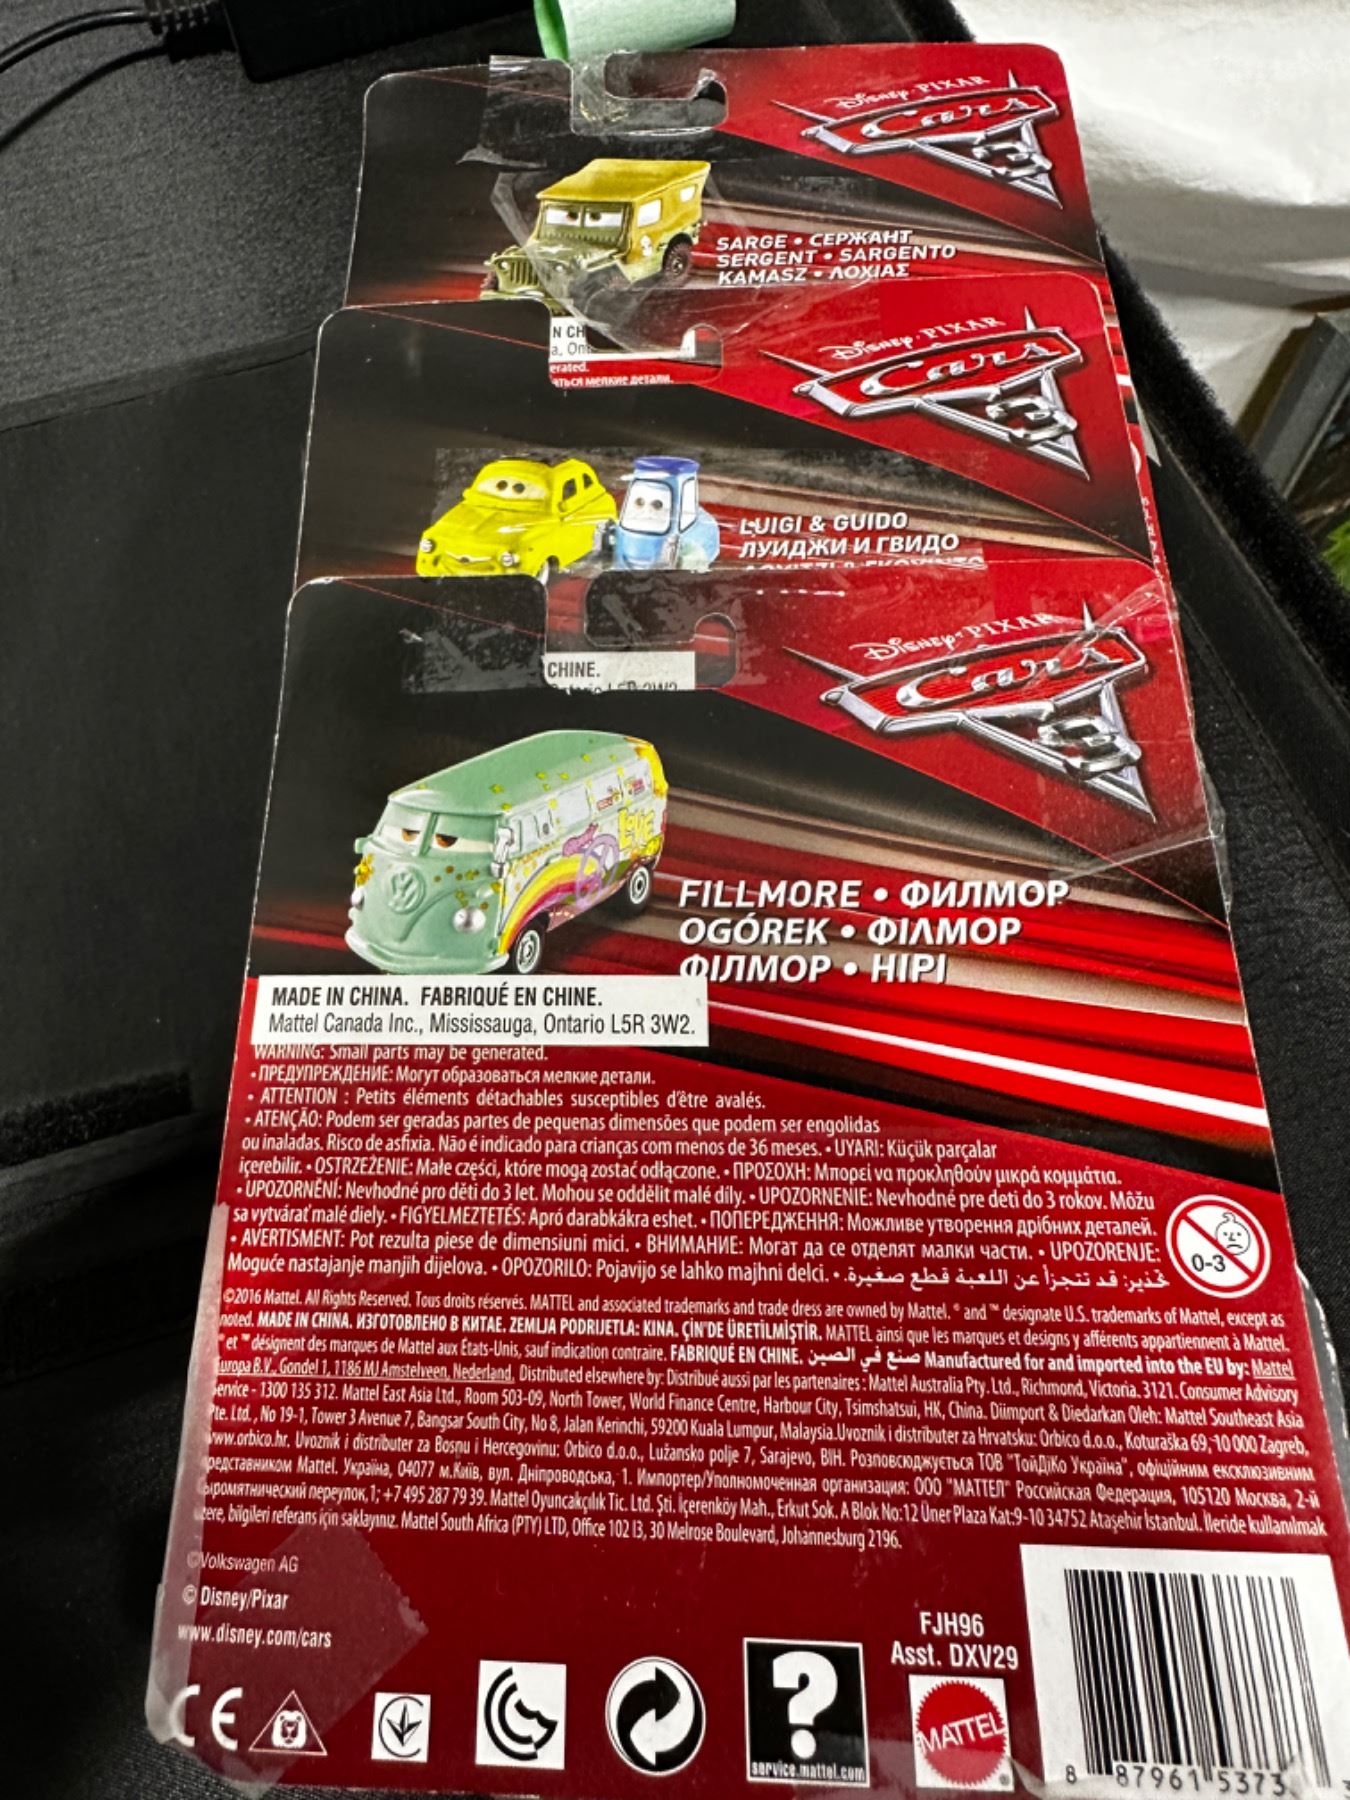 Disney·PIXAR
Cars
3
SARGE • СЕРЖАНТ
SERGENT • SARGENTO
KAMASZ • ΛΟΧΙΑΣ
N CH
a, Ont
erated.
аться мелкие детали.
Disney·PIXAR
Cars
3
LUIGI & GUIDO
ЛУИДЖИ И ГВИДО
CHINE.
Disney·PIXAR
Cars
3
LOVE
FILLMORE • ФИЛМОР
OGÓREK • ΦΙΛΜΟΡ
ФІЛМОР • HIPI
MADE IN CHINA. FABRIQUÉ EN CHINE.
Mattel Canada Inc., Mississauga, Ontario L5R 3W2.
WARNING: Small parts may be generated.
• ПРЕДУПРЕЖДЕНИЕ: Могут образоваться мелкие детали.
• ATTENTION : Petits éléments détachables susceptibles d'être avalés.
• ATENÇÃO: Podem ser geradas partes de pequenas dimensões que podem ser engolidas
ou inaladas. Risco de asfixia. Não é indicado para crianças com menos de 36 meses. • UYARI: Küçük parçalar
içerebilir. • OSTRZEŻENIE: Małe części, które mogą zostać odłączone. • ΠΡΟΣΟΧΗ: Μπορεί να προκληθούν μικρά κομμάτια.
• UPOZORNĚNÍ: Nevhodné pro děti do 3 let. Mohou se oddělit malé díly. • UPOZORNENIE: Nevhodné pre deti do 3 rokov. Môžu
sa vytvárať malé diely. • FIGYELMEZTETÉS: Apró darabkákra eshet. • ПОПЕРЕДЖЕННЯ: Можливе утворення дрібних деталей.
• AVERTISMENT: Pot rezulta piese de dimensiuni mici. • ВНИМАНИЕ: Могат да се отделят малки части. • UPOZORENJE:
Moguće nastajanje manjih dijelova. • OPOZORILO: Pojavijo se lahko majhni delci. • تحذير: قد تتجزأ عن اللعبة قطع صغيرة.
0-3
©2016 Mattel. All Rights Reserved. Tous droits réservés. MATTEL and associated trademarks and trade dress are owned by Mattel. ® and ™ designate U.S. trademarks of Mattel, except as
noted. MADE IN CHINA. ИЗГОТОВЛЕНО В КИТАЕ. ZEMLJA PODRIJETLA: KINA. ÇİN'DE ÜRETİLMİŞTİR. MATTEL ainsi que les marques et designs y afférents appartiennent à Mattel.
® et ™ désignent des marques de Mattel aux États-Unis, sauf indication contraire. FABRIQUÉ EN CHINE. صنع في الصين Manufactured for and imported into the EU by: Mattel
Europa B.V., Gondel 1, 1186 MJ Amstelveen, Nederland. Distributed elsewhere by: Distribué aussi par les partenaires : Mattel Australia Pty. Ltd., Richmond, Victoria. 3121. Consumer Advisory
Service - 1300 135 312. Mattel East Asia Ltd., Room 503-09, North Tower, World Finance Centre, Harbour City, Tsimshatsui, HK, China. Diimport & Diedarkan Oleh: Mattel Southeast Asia
Pte. Ltd., No 19-1, Tower 3 Avenue 7, Bangsar South City, No 8, Jalan Kerinchi, 59200 Kuala Lumpur, Malaysia. Uvoznik i distributer za Hrvatsku: Orbico d.o.o., Koturaška 69, 10 000 Zagreb,
www.orbico.hr. Uvoznik i distributer za Bosnu i Hercegovinu: Orbico d.o.o., Lužansko polje 7, Sarajevo, BIH. Розповсюджується ТОВ "ТойДіКо Україна", офіційним ексклюзивним
редставником Mattel. Україна, 04077 м.Київ, вул. Дніпроводська, 1. Импортер/Уполномоченная организация: ООО "МАТТЕЛ" Российская Федерация, 105120 Москва, 2-й
ыромятнический переулок,1; +7 495 287 79 39. Mattel Oyuncakçılık Tic. Ltd. Şti. İçerenköy Mah., Erkut Sok. A Blok No:12 Üner Plaza Kat:9-10 34752 Ataşehir İstanbul. İleride kullanılmak
üzere, bilgileri referans için saklayınız. Mattel South Africa (PTY) LTD, Office 102 I3, 30 Melrose Boulevard, Johannesburg 2196.
©Volkswagen AG
© Disney/Pixar
www.disney.com/cars
FJH96
Asst. DXV29
CE
?
service.mattel.com
MATTEL
8 87961 5373